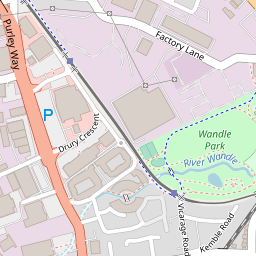 Purley Way
Factory Lane
P
Drury Crescent
Wandle
Park
River Wandle
Vicarage Road
Kemble Road